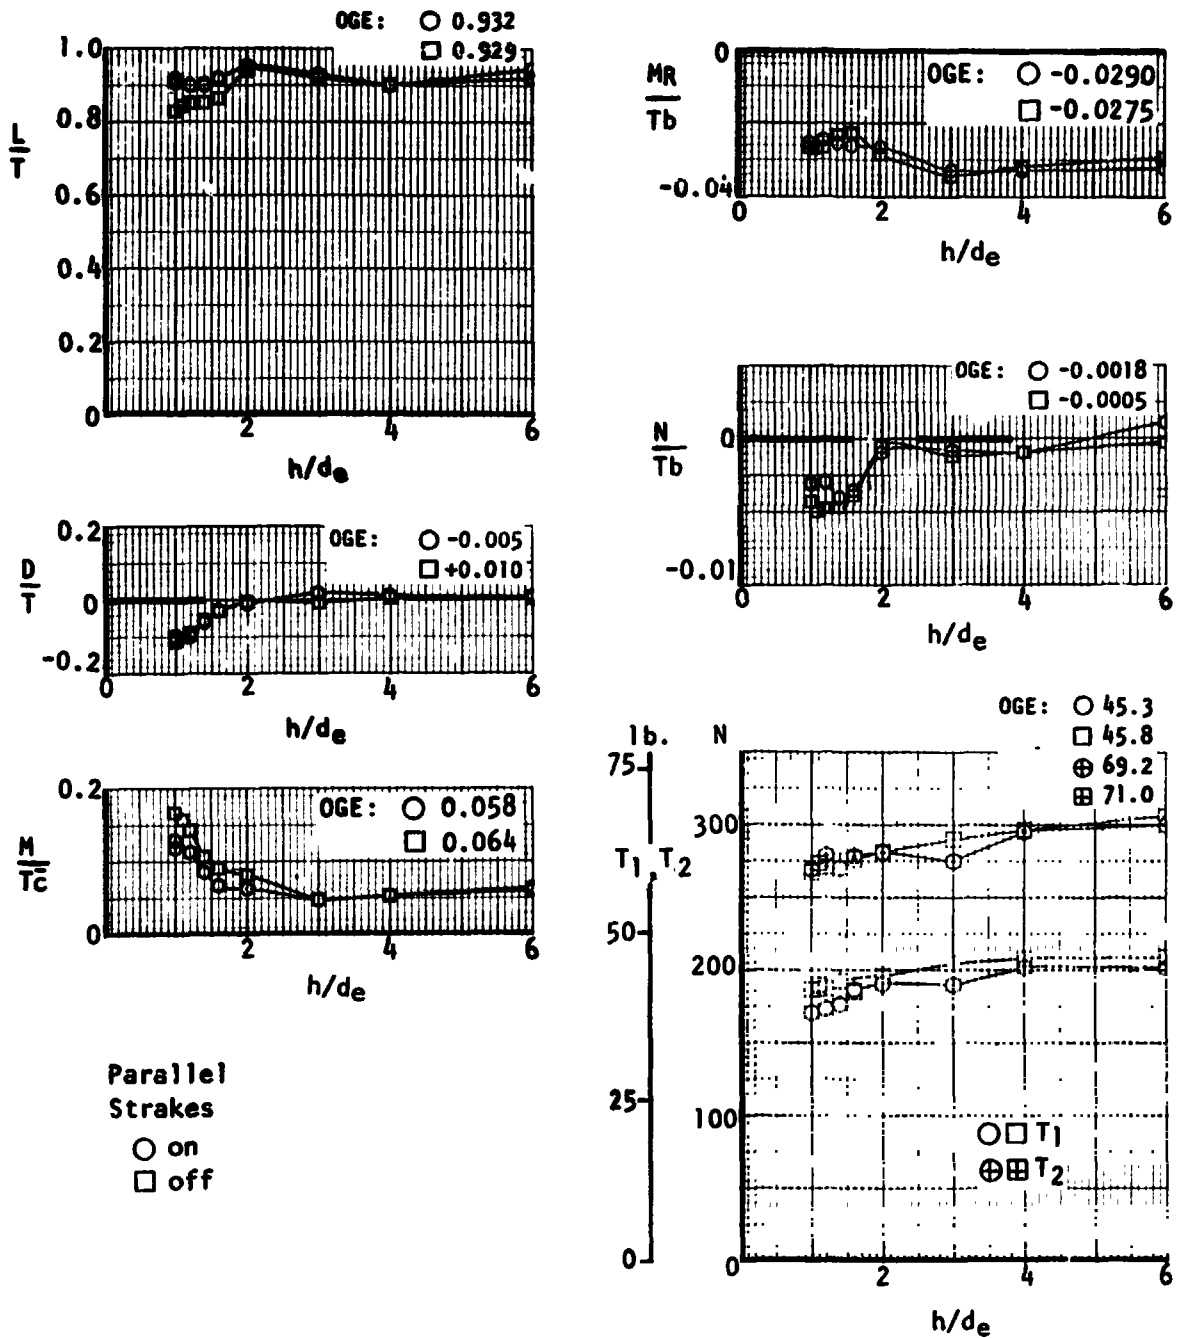 OGE: ○ 0.932
□ 0.929
L/T
1.0
0.8
0.6
0.4
0.2
0
2 4 6
h/de
OGE: ○ -0.005
□ +0.010
D/T
0.2
0
-0.2
0 2 4 6
h/de
OGE: ○ 0.058
□ 0.064
M/Tc̄
0.2
0
2 4 6
h/de
Parallel
Strakes
○ on
□ off
OGE: ○ -0.0290
□ -0.0275
MR/Tb
0
-0.04
0 2 4 6
h/de
OGE: ○ -0.0018
□ -0.0005
N/Tb
0
-0.01
0 2 4 6
h/de
OGE: ○ 45.3
□ 45.8
⊕ 69.2
⊞ 71.0
lb. N
75
300
T1, T2
50
200
25
100
○□ T1
⊕⊞ T2
0 0
2 4 6
h/de